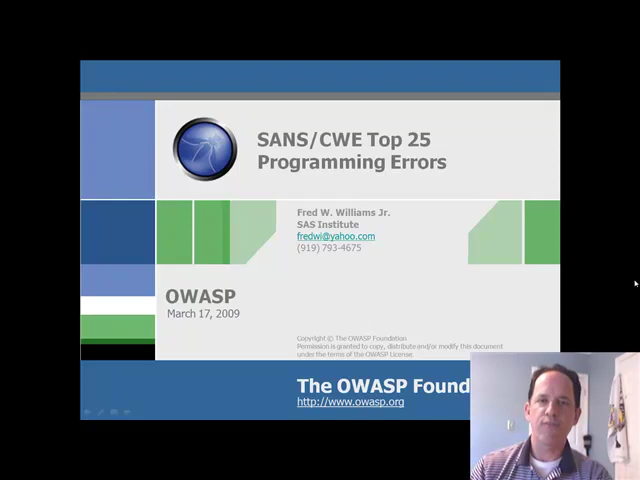 SANS/CWE Top 25
Programming Errors
Fred W. Williams Jr.
SAS Institute
fredwi@yahoo.com
(919) 793-4675
OWASP
March 17, 2009
Copyright © The OWASP Foundation
Permission is granted to copy, distribute and/or modify this document
under the terms of the OWASP License.
The OWASP Found
http://www.owasp.org